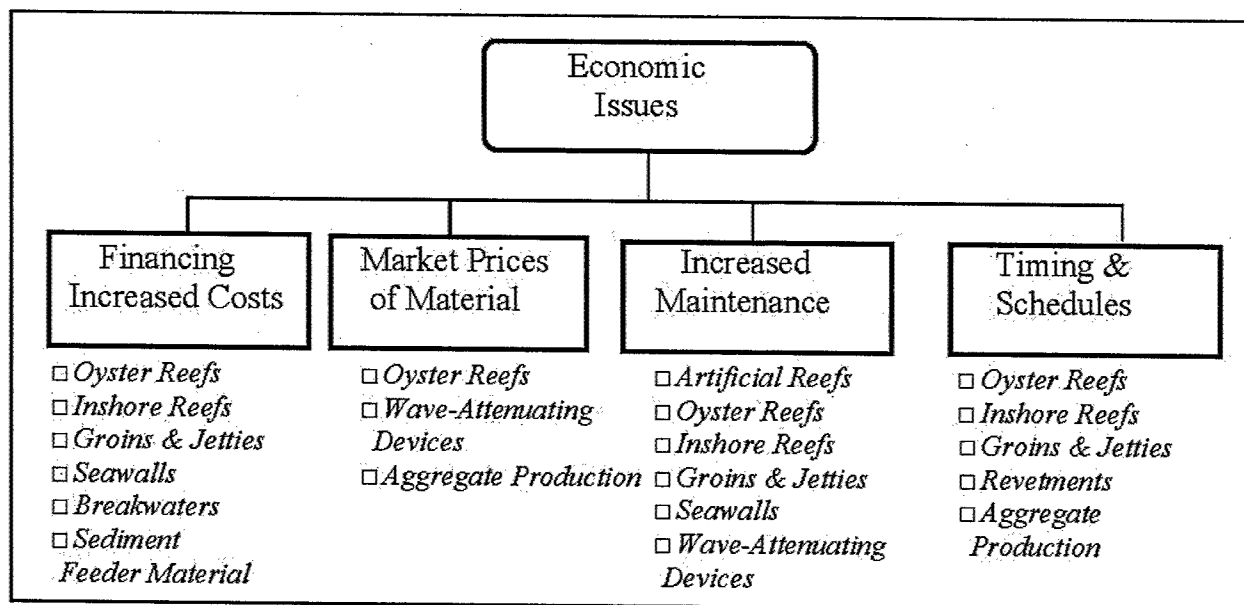 Economic
Issues
Financing
Increased Costs
□ Oyster Reefs
□ Inshore Reefs
□ Groins & Jetties
□ Seawalls
□ Breakwaters
□ Sediment
Feeder Material
Market Prices
of Material
□ Oyster Reefs
□ Wave-Attenuating
Devices
□ Aggregate Production
Increased
Maintenance
□ Artificial Reefs
□ Oyster Reefs
□ Inshore Reefs
□ Groins & Jetties
□ Seawalls
□ Wave-Attenuating
Devices
Timing &
Schedules
□ Oyster Reefs
□ Inshore Reefs
□ Groins & Jetties
□ Revetments
□ Aggregate
Production